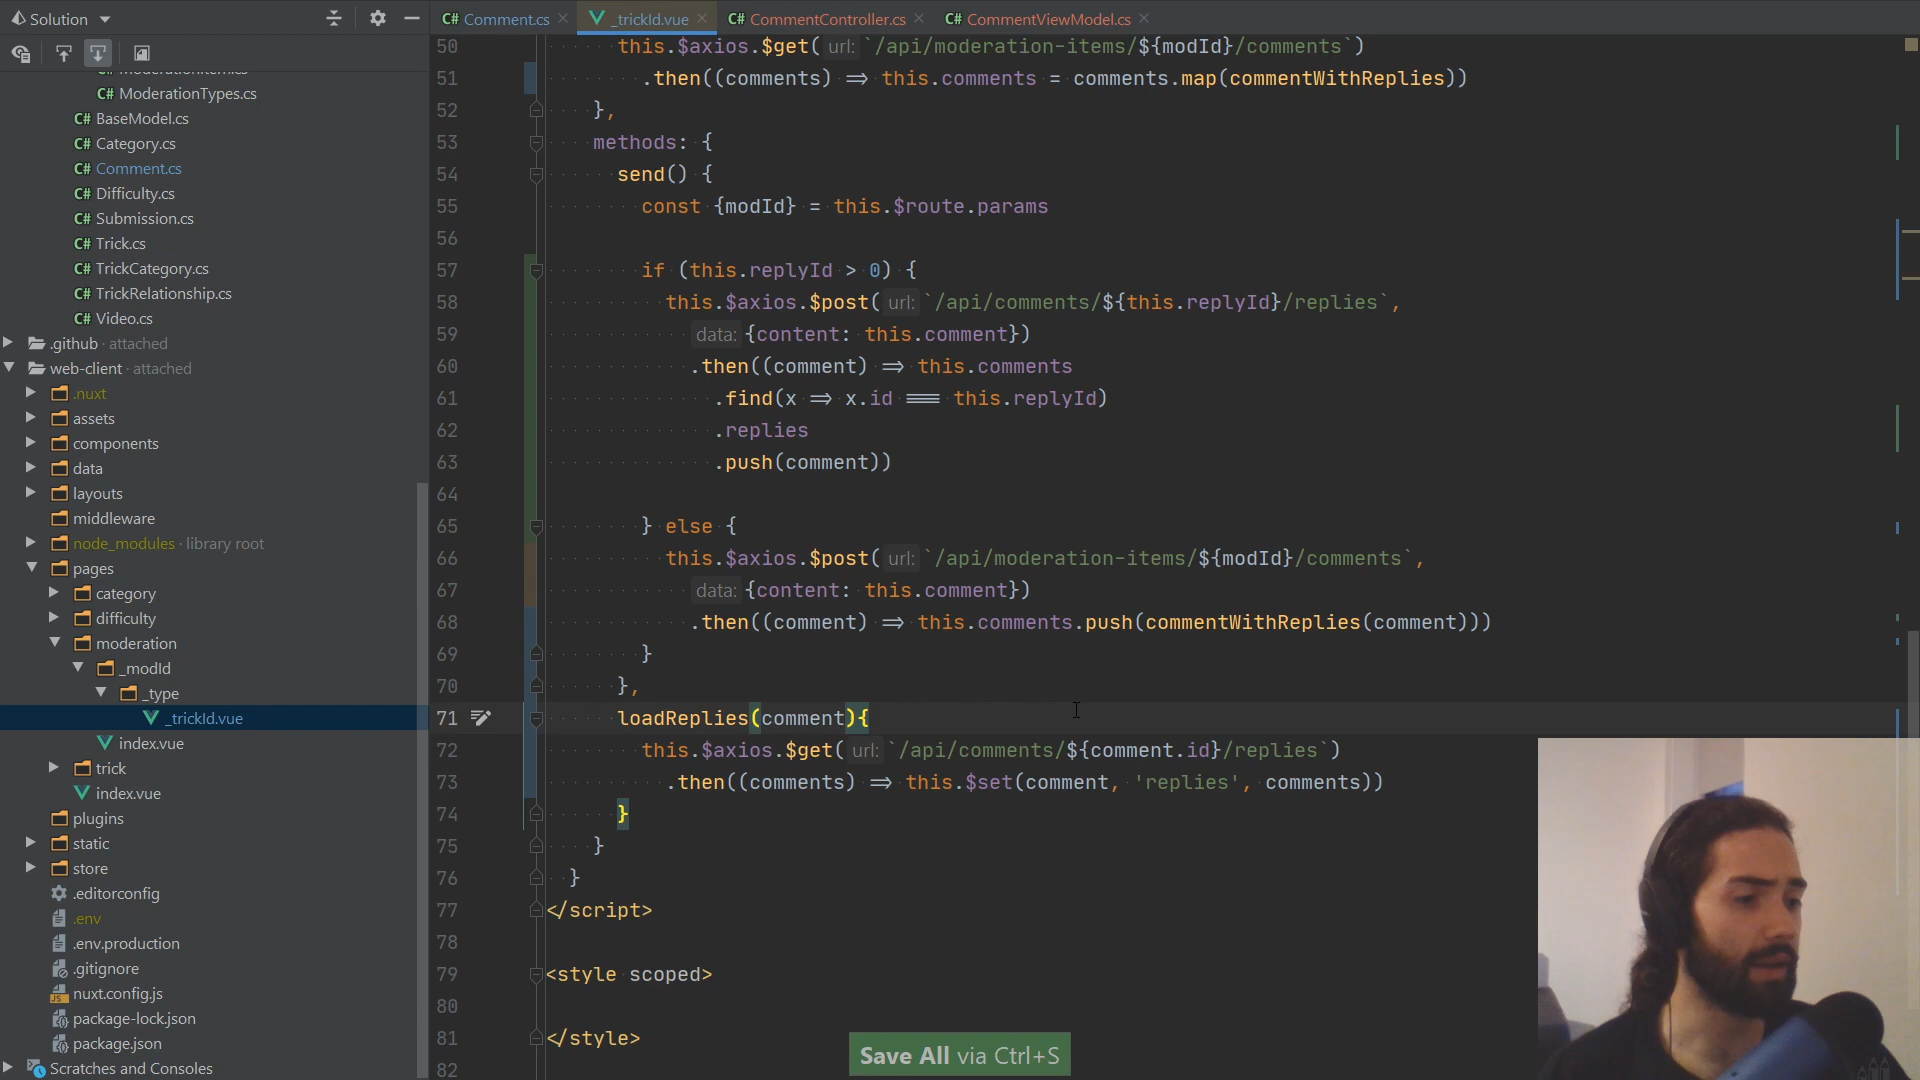 Solution
C# Comment.cs
_trickId.vue
C# CommentController.cs
C# CommentViewModel.cs
C# ModerationTypes.cs
C# BaseModel.cs
C# Category.cs
C# Comment.cs
C# Difficulty.cs
C# Submission.cs
C# Trick.cs
C# TrickCategory.cs
C# TrickRelationship.cs
C# Video.cs
.github · attached
web-client · attached
.nuxt
assets
components
data
layouts
middleware
node_modules · library root
pages
category
difficulty
moderation
_modId
_type
_trickId.vue
index.vue
trick
index.vue
plugins
static
store
.editorconfig
.env
.env.production
.gitignore
nuxt.config.js
package-lock.json
package.json
Scratches and Consoles
50 this.$axios.$get( url: `/api/moderation-items/${modId}/comments`)
51 .then((comments) => this.comments = comments.map(commentWithReplies))
52 },
53 methods: {
54 send() {
55 const {modId} = this.$route.params
56
57 if (this.replyId > 0) {
58 this.$axios.$post( url: `/api/comments/${this.replyId}/replies`,
59 data: {content: this.comment})
60 .then((comment) => this.comments
61 .find(x => x.id === this.replyId)
62 .replies
63 .push(comment))
64
65 } else {
66 this.$axios.$post( url: `/api/moderation-items/${modId}/comments`,
67 data: {content: this.comment})
68 .then((comment) => this.comments.push(commentWithReplies(comment)))
69 }
70 },
71 loadReplies(comment){
72 this.$axios.$get( url: `/api/comments/${comment.id}/replies`)
73 .then((comments) => this.$set(comment, 'replies', comments))
74 }
75 }
76 }
77 </script>
78
79 <style scoped>
80
81 </style>
82
Save All via Ctrl+S